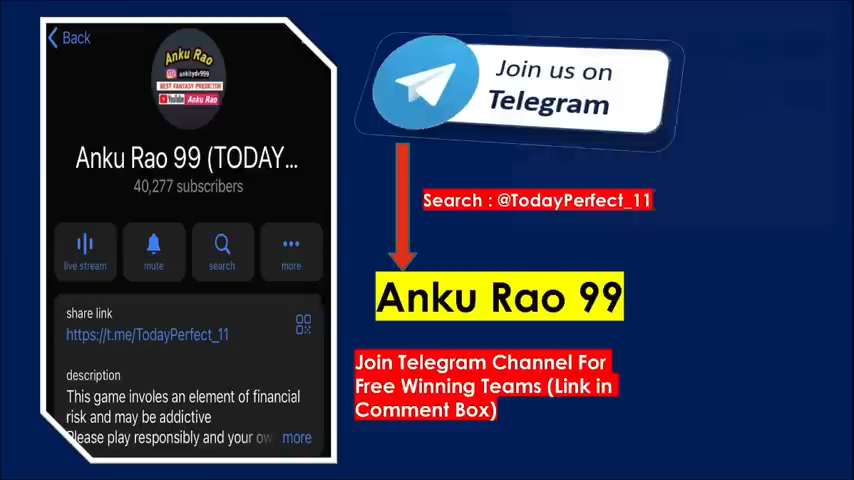 Back
Anku Rao
ankitydv999
BEST FANTASY PREDICTOR
YouTube Anku Rao
Anku Rao 99 (TODAY...
40,277 subscribers
live stream
mute
search
more
share link
https://t.me/TodayPerfect_11
description
This game involes an element of financial
risk and may be addictive
Please play responsibly and your ow more
Join us on
Telegram
Search : @TodayPerfect_11
Anku Rao 99
Join Telegram Channel For
Free Winning Teams (Link in
Comment Box)